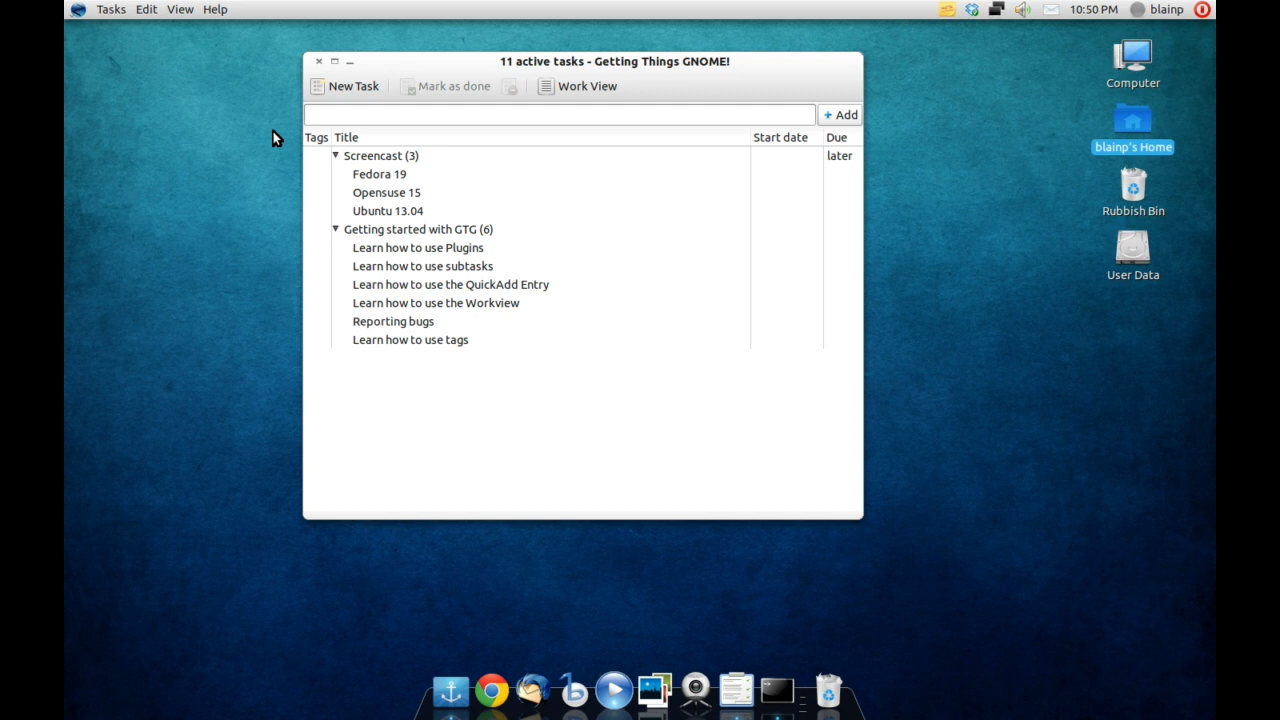 Tasks Edit View Help 10:50 PM blainp
11 active tasks - Getting Things GNOME!
New Task Mark as done Work View
+ Add
Tags Title Start date Due
Screencast (3) later
Fedora 19
Opensuse 15
Ubuntu 13.04
Getting started with GTG (6)
Learn how to use Plugins
Learn how to use subtasks
Learn how to use the QuickAdd Entry
Learn how to use the Workview
Reporting bugs
Learn how to use tags
Computer
blainp's Home
Rubbish Bin
User Data